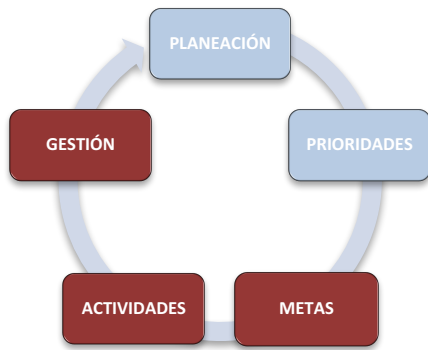 PLANEACIÓN
PRIORIDADES
METAS
ACTIVIDADES
GESTIÓN